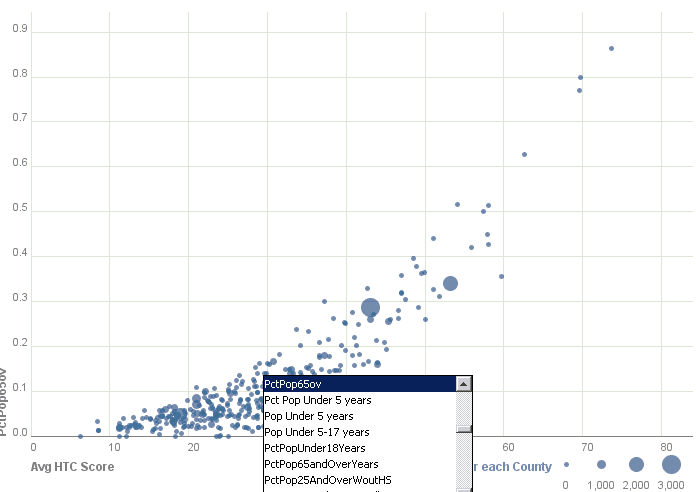 0.9
0.8
0.7
0.6
0.5
0.4
0.3
0.2
0.1
0.0
PctPop65ov
0
10
20
60
70
80
Avg HTC Score
r each County
0
1,000
2,000
3,000
PctPop65ov
Pct Pop Under 5 years
Pop Under 5 years
Pop Under 5-17 years
PctPopUnder18Years
PctPop65andOverYears
PctPop25AndOverWoutHS